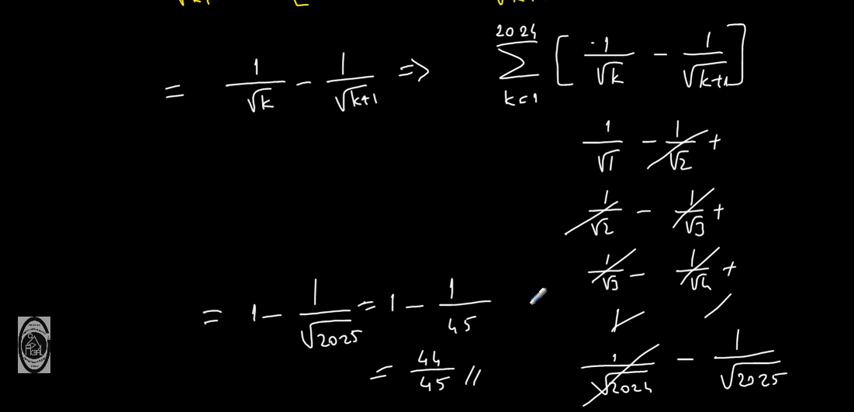 = 1/√k − 1/√k+1 ⇒ 2024 ∑ k=1 [ 1/√k − 1/√k+1 ]
1/√1 − 1/√2 +
1/√2 − 1/√3 +
1/√3 − 1/√4 +
= 1 − 1/√2025 = 1 − 1/45
= 44/45 //
1/√2024 − 1/√2025